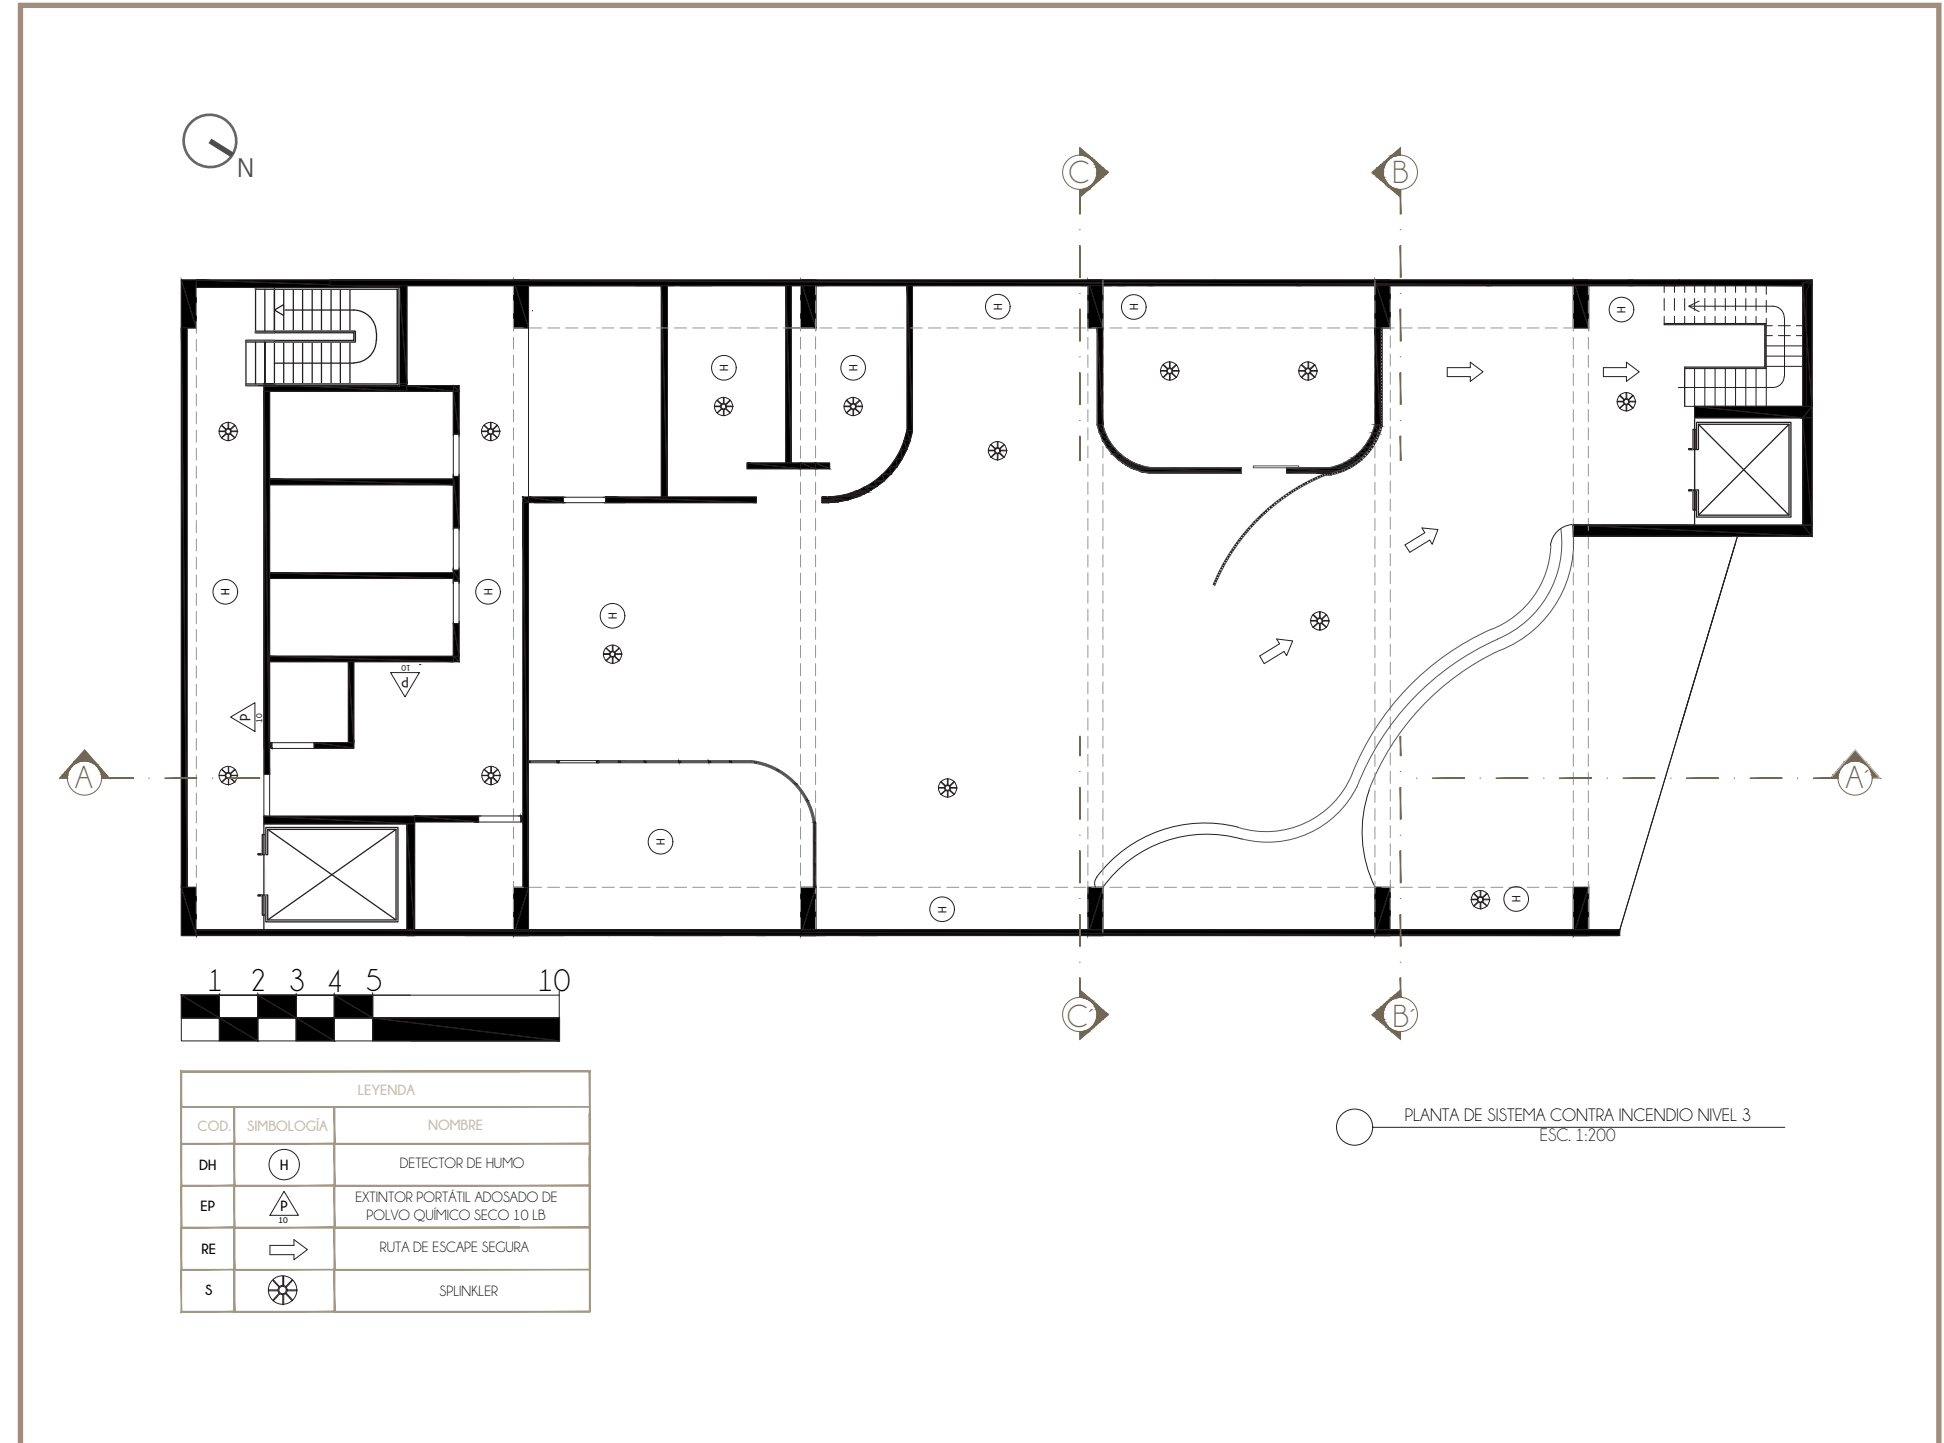 N
C
B
H
H
H
H
H
H
H
H
P
10
P
10
A
A´
H
H
H
1 2 3 4 5 10
C´
B´
LEYENDA
COD. SIMBOLOGÍA NOMBRE
DH H DETECTOR DE HUMO
EP P 10 EXTINTOR PORTÁTIL ADOSADO DE
POLVO QUÍMICO SECO 10 LB
RE RUTA DE ESCAPE SEGURA
S SPLINKLER
PLANTA DE SISTEMA CONTRA INCENDIO NIVEL 3
ESC. 1:200